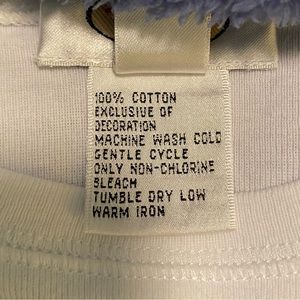 100% COTTON
EXCLUSIVE OF
DECORATION
MACHINE WASH COLD
GENTLE CYCLE
ONLY NON-CHLORINE
BLEACH
TUMBLE DRY LOW
WARM IRON